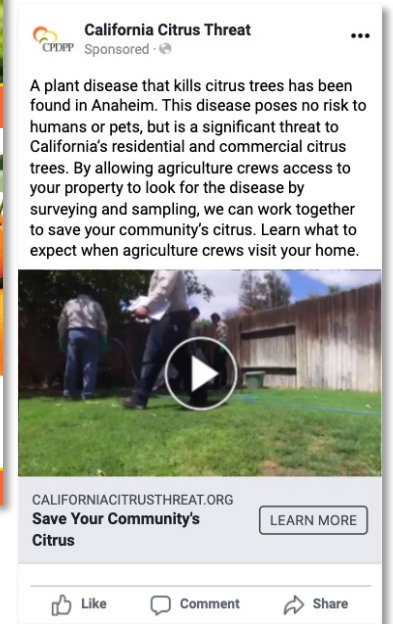 California Citrus Threat
CPDPP
Sponsored ·
A plant disease that kills citrus trees has been
found in Anaheim. This disease poses no risk to
humans or pets, but is a significant threat to
California's residential and commercial citrus
trees. By allowing agriculture crews access to
your property to look for the disease by
surveying and sampling, we can work together
to save your community's citrus. Learn what to
expect when agriculture crews visit your home.
CALIFORNIACITRUSTHREAT.ORG
Save Your Community's
Citrus
LEARN MORE
Like Comment Share